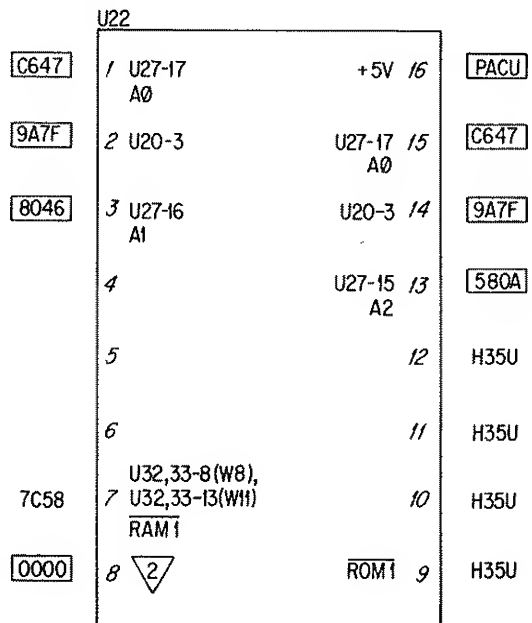 U22
C647 1 U27-17 +5V 16 PACU
A0
9A7F 2 U20-3 U27-17 15 C647
A0
8046 3 U27-16 U20-3 14 9A7F
A1
4 U27-15 13 580A
A2
5 12 H35U
6 11 H35U
U32,33-8(W8),
7C58 7 U32,33-13(W11) 10 H35U
RAM1
0000 8 2 ROM1 9 H35U